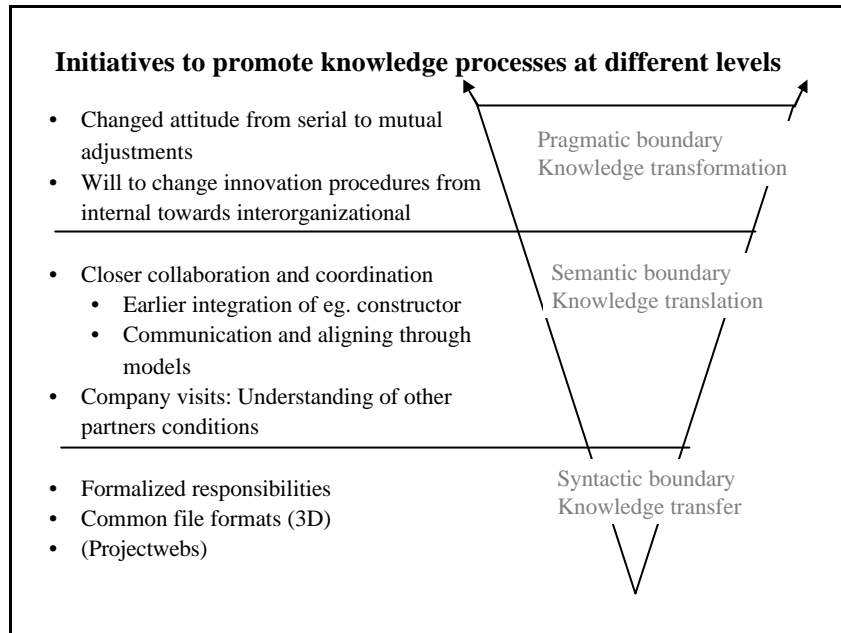 Initiatives to promote knowledge processes at different levels
• Changed attitude from serial to mutual
adjustments
• Will to change innovation procedures from
internal towards interorganizational
Pragmatic boundary
Knowledge transformation
• Closer collaboration and coordination
• Earlier integration of eg. constructor
• Communication and aligning through
models
• Company visits: Understanding of other
partners conditions
Semantic boundary
Knowledge translation
• Formalized responsibilities
• Common file formats (3D)
• (Projectwebs)
Syntactic boundary
Knowledge transfer